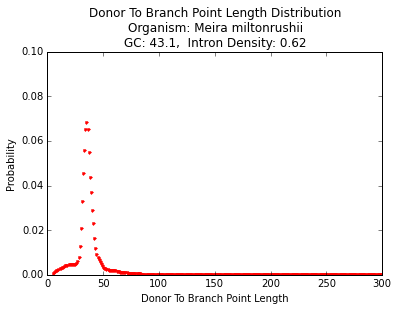 Donor To Branch Point Length Distribution
Organism: Meira miltonrushii
GC: 43.1,  Intron Density: 0.62
0.10
0.08
0.06
0.04
0.02
0.00
Probability
0 50 100 150 200 250 300
Donor To Branch Point Length